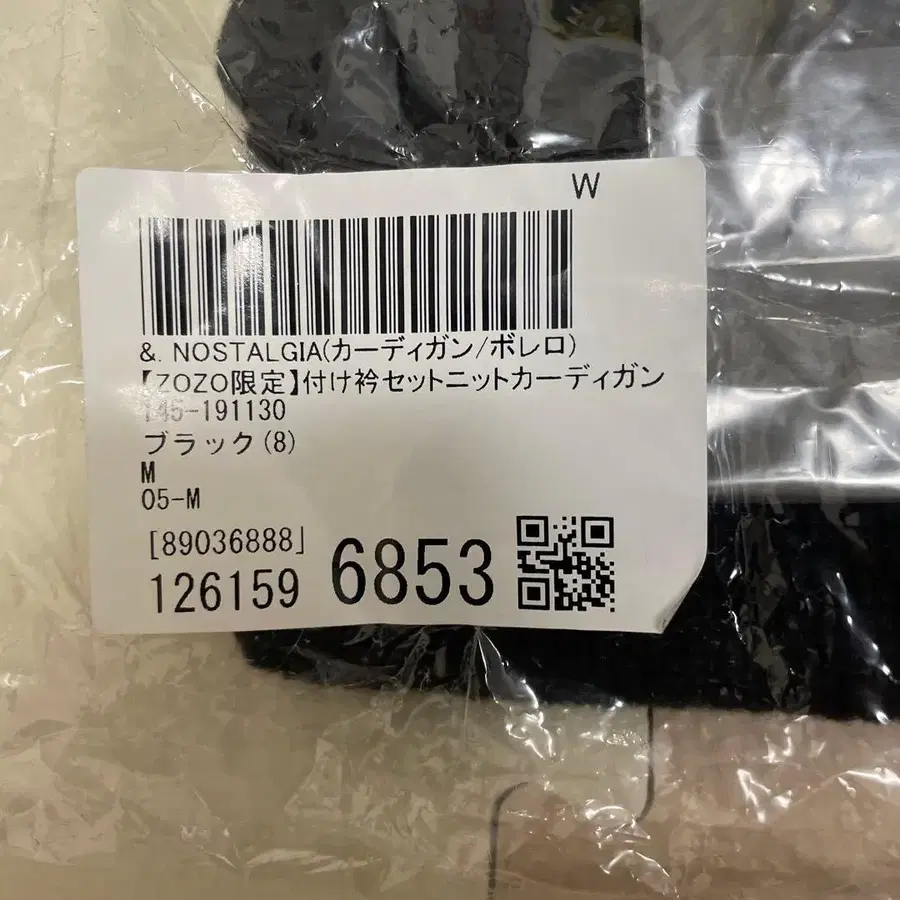 W
&. NOSTALGIA(カーディガン/ボレロ)
【ZOZO限定】付け衿セットニットカーディガン
145-191130
ブラック(8)
M
05-M
[89036888]
126159 6853